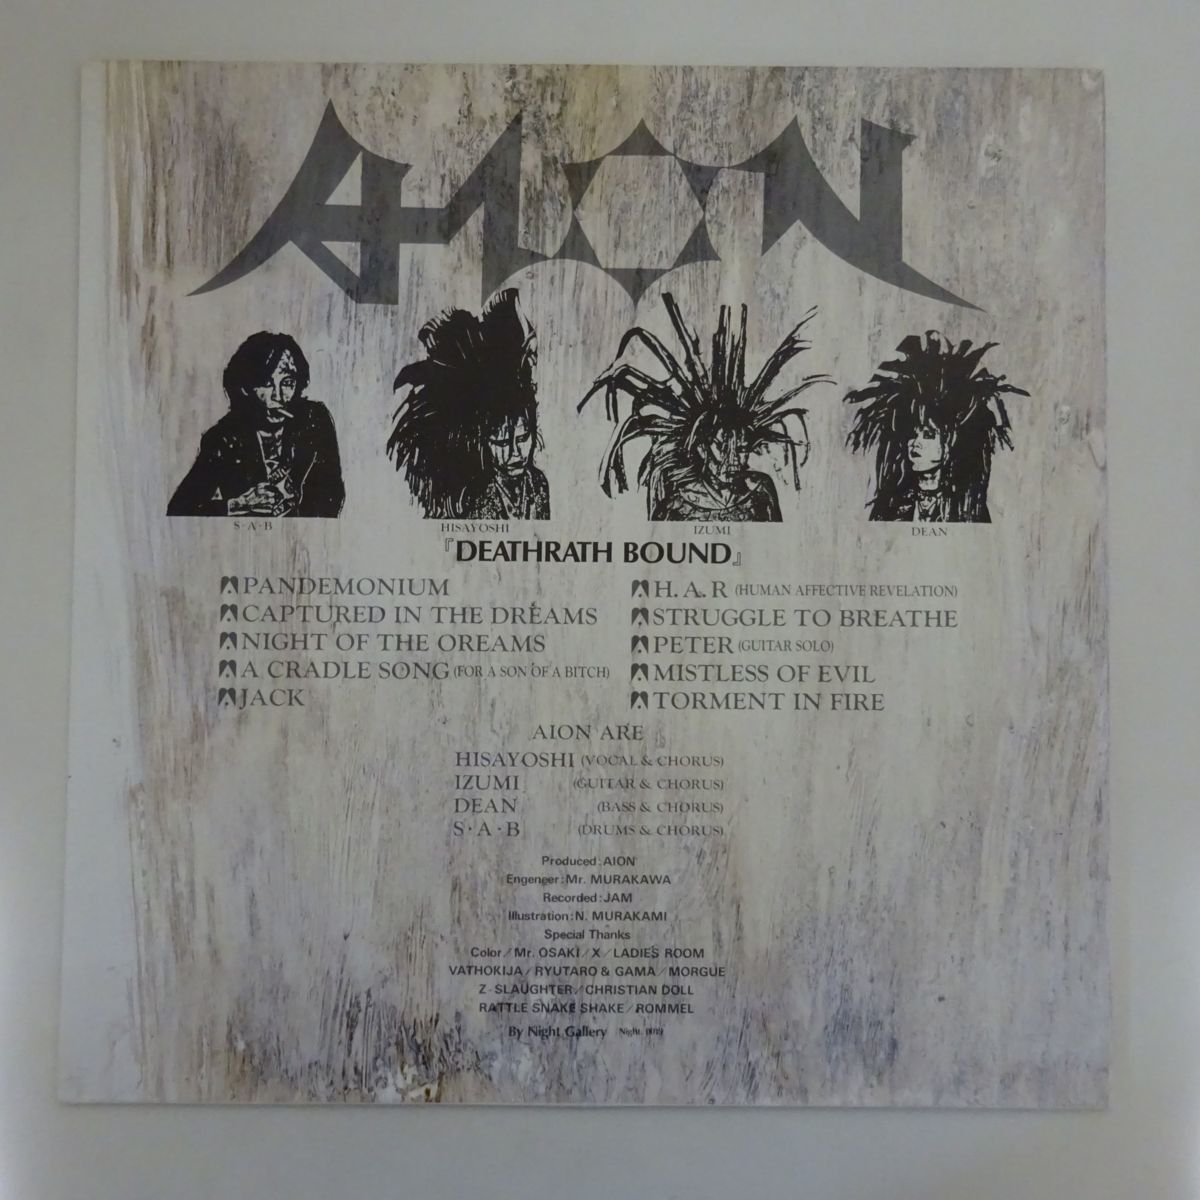 AION
S·A·B
HISAYOSHI
IZUMI
DEAN
『DEATHRATH BOUND』
PANDEMONIUM
CAPTURED IN THE DREAMS
NIGHT OF THE OREAMS
A CRADLE SONG (FOR A SON OF A BITCH)
JACK
H. A. R (HUMAN AFFECTIVE REVELATION)
STRUGGLE TO BREATHE
PETER (GUITAR SOLO)
MISTLESS OF EVIL
TORMENT IN FIRE
AION ARE
HISAYOSHI (VOCAL & CHORUS)
IZUMI (GUITAR & CHORUS)
DEAN (BASS & CHORUS)
S·A·B (DRUMS & CHORUS)
Produced:AION
Engeneer:Mr. MURAKAWA
Recorded:JAM
Illustration:N. MURAKAMI
Special Thanks
Color/Mr. OSAKI/X/LADIES ROOM
VATHOKIJA/RYUTARO & GAMA/MORGUE
Z-SLAUGHTER/CHRISTIAN DOLL
RATTLE SNAKE SHAKE/ROMMEL
By Night Gallery Night.